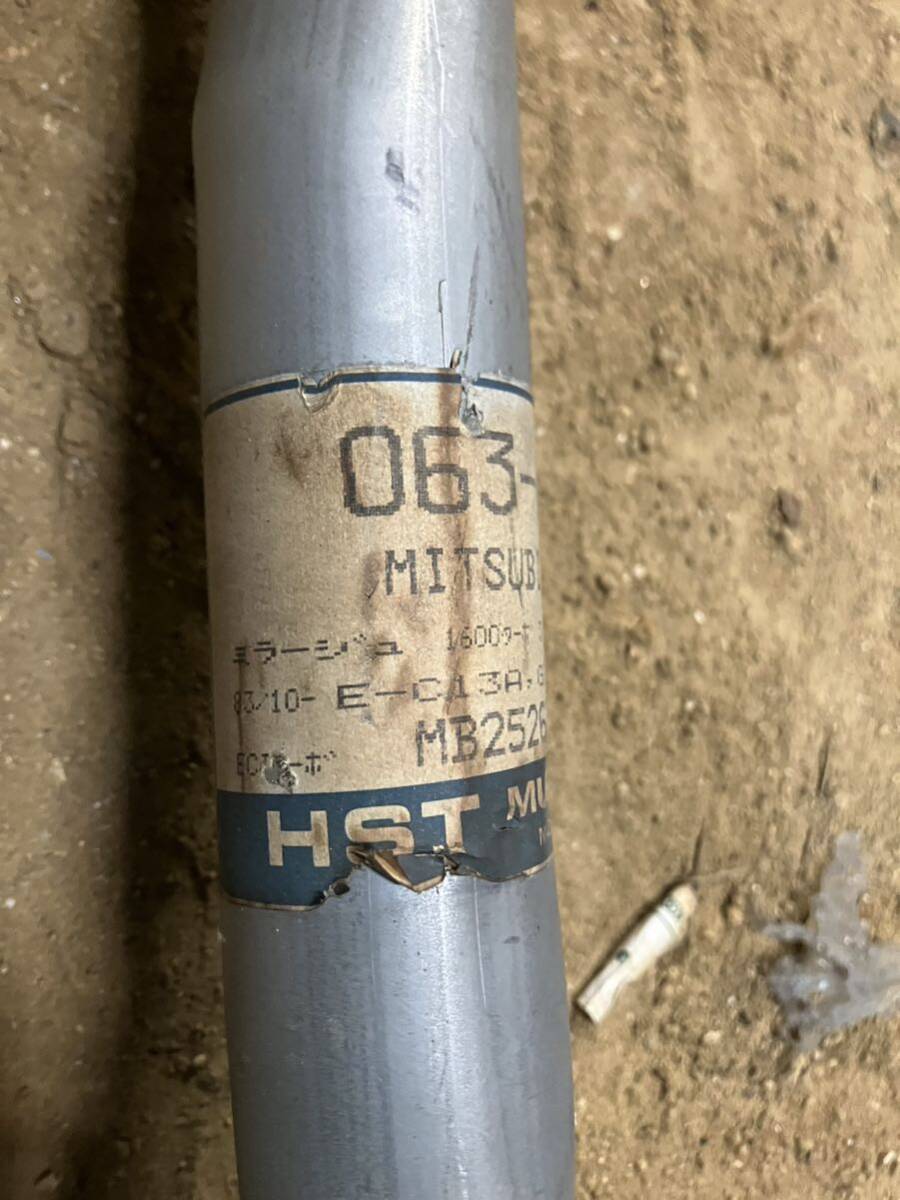 063-
MITSUBI
ミラージュ 1600ターボ
83/10- E-C13A,
ECIターボ MB2526
HST MU